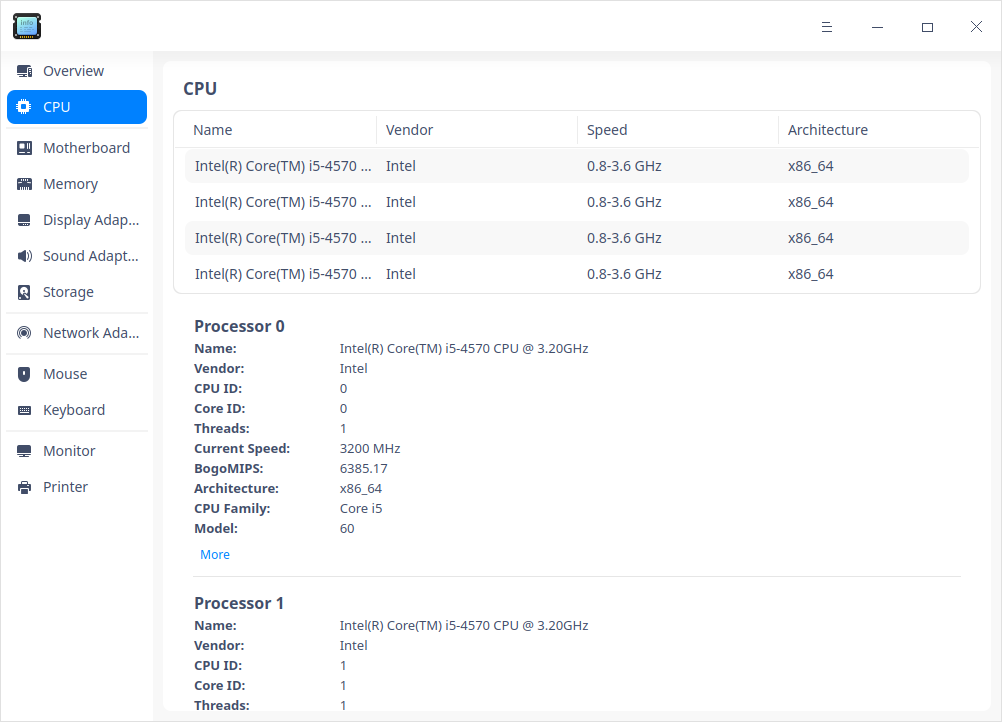 info
Overview
CPU
Motherboard
Memory
Display Adap...
Sound Adapt...
Storage
Network Ada...
Mouse
Keyboard
Monitor
Printer
CPU
Name Vendor Speed Architecture
Intel(R) Core(TM) i5-4570 ... Intel 0.8-3.6 GHz x86_64
Intel(R) Core(TM) i5-4570 ... Intel 0.8-3.6 GHz x86_64
Intel(R) Core(TM) i5-4570 ... Intel 0.8-3.6 GHz x86_64
Intel(R) Core(TM) i5-4570 ... Intel 0.8-3.6 GHz x86_64
Processor 0
Name: Intel(R) Core(TM) i5-4570 CPU @ 3.20GHz
Vendor: Intel
CPU ID: 0
Core ID: 0
Threads: 1
Current Speed: 3200 MHz
BogoMIPS: 6385.17
Architecture: x86_64
CPU Family: Core i5
Model: 60
More
Processor 1
Name: Intel(R) Core(TM) i5-4570 CPU @ 3.20GHz
Vendor: Intel
CPU ID: 1
Core ID: 1
Threads: 1